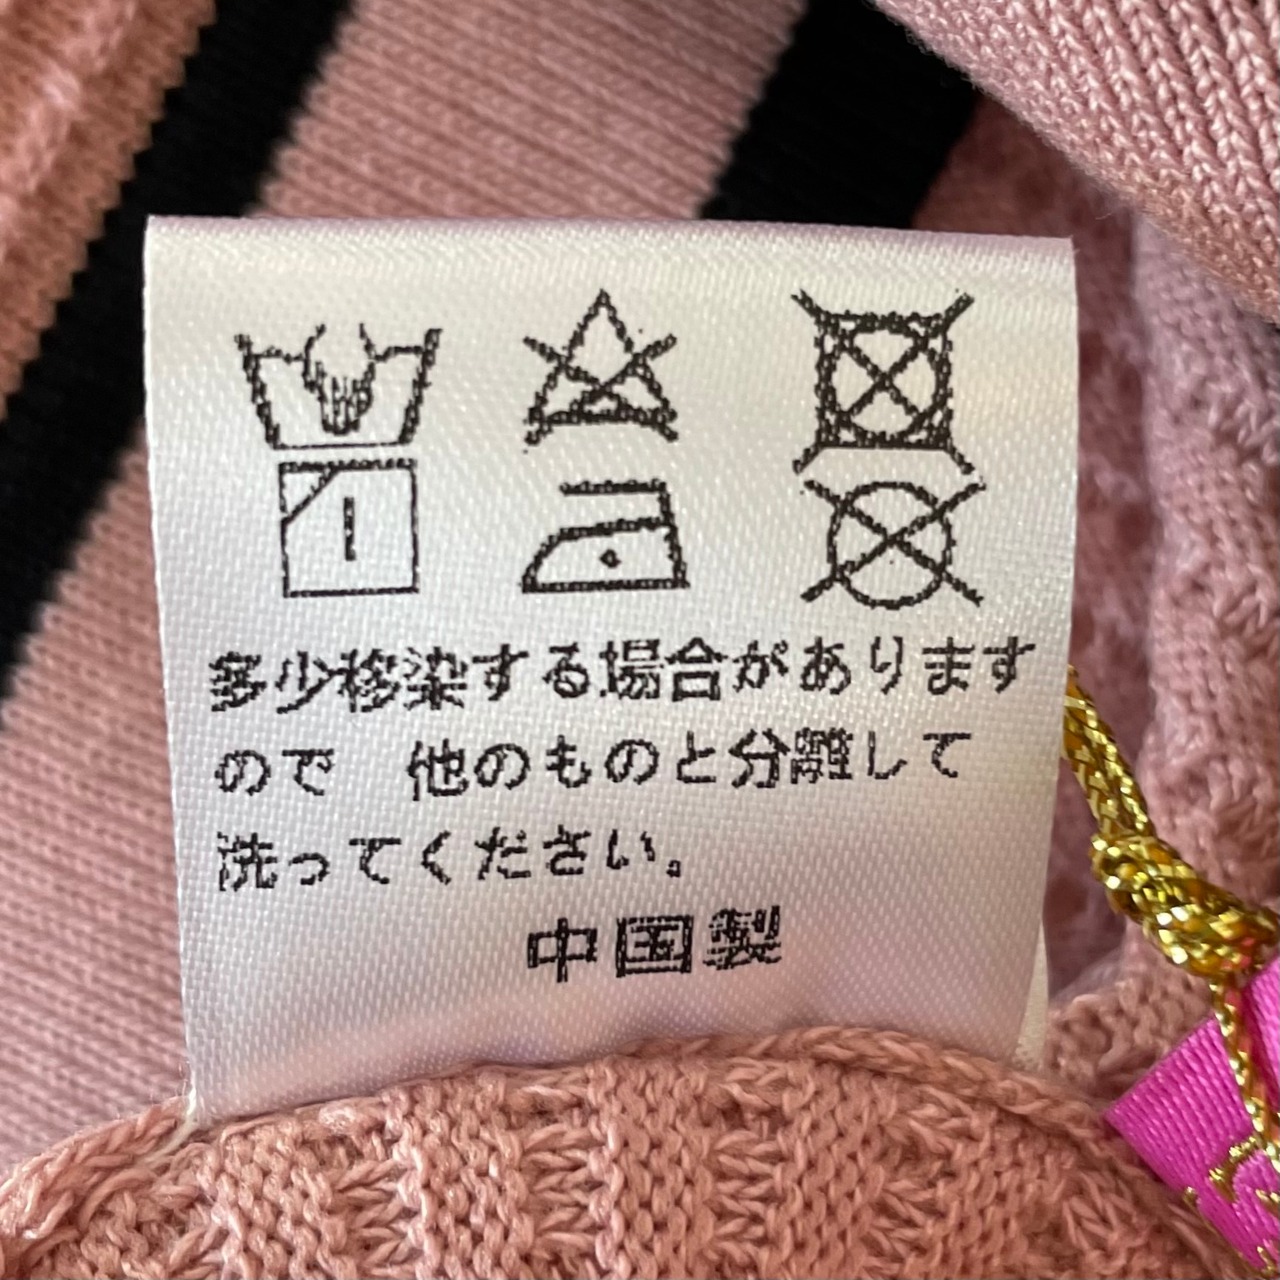 多少移染する場合があります
ので　他のものと分離して
洗ってください。
中国製